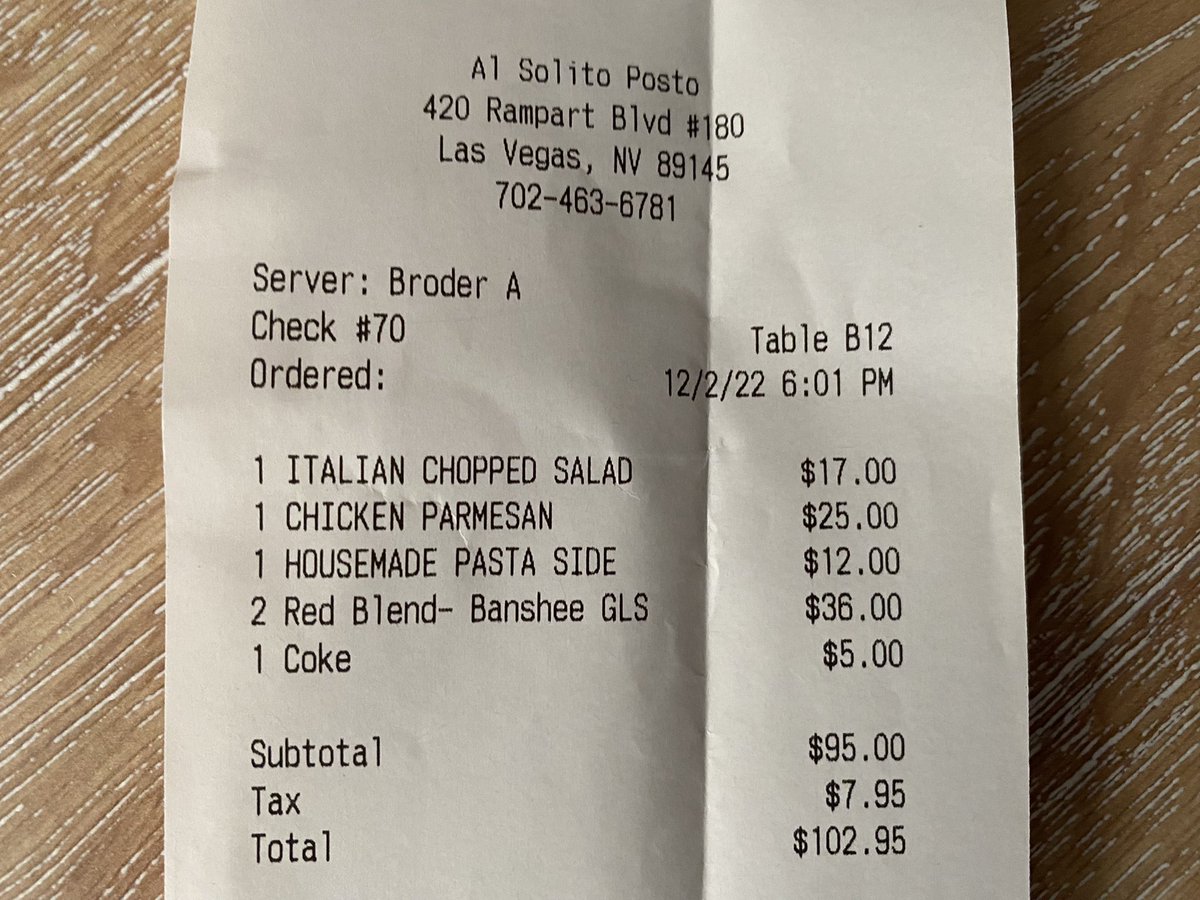 Al Solito Posto
420 Rampart Blvd #180
Las Vegas, NV 89145
702-463-6781
Server: Broder A
Check #70 Table B12
Ordered: 12/2/22 6:01 PM
1 ITALIAN CHOPPED SALAD $17.00
1 CHICKEN PARMESAN $25.00
1 HOUSEMADE PASTA SIDE $12.00
2 Red Blend- Banshee GLS $36.00
1 Coke $5.00
Subtotal $95.00
Tax $7.95
Total $102.95